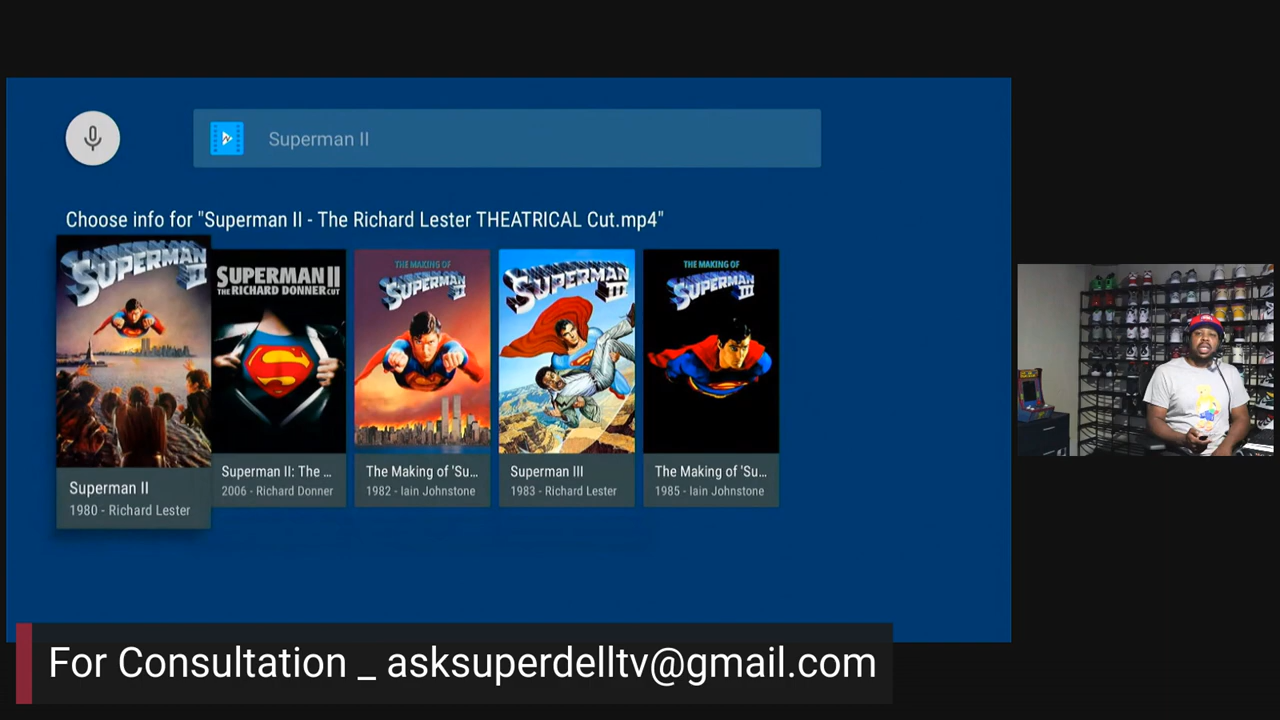 Superman II
Choose info for "Superman II - The Richard Lester THEATRICAL Cut.mp4"
SUPERMAN II
Superman II
1980 - Richard Lester
SUPERMAN II
THE RICHARD DONNER CUT
Superman II: The ...
2006 - Richard Donner
THE MAKING OF
SUPERMAN II
The Making of 'Su...
1982 - Iain Johnstone
SUPERMAN III
Superman III
1983 - Richard Lester
THE MAKING OF
SUPERMAN III
The Making of 'Su...
1985 - Iain Johnstone
For Consultation _ asksuperdelltv@gmail.com